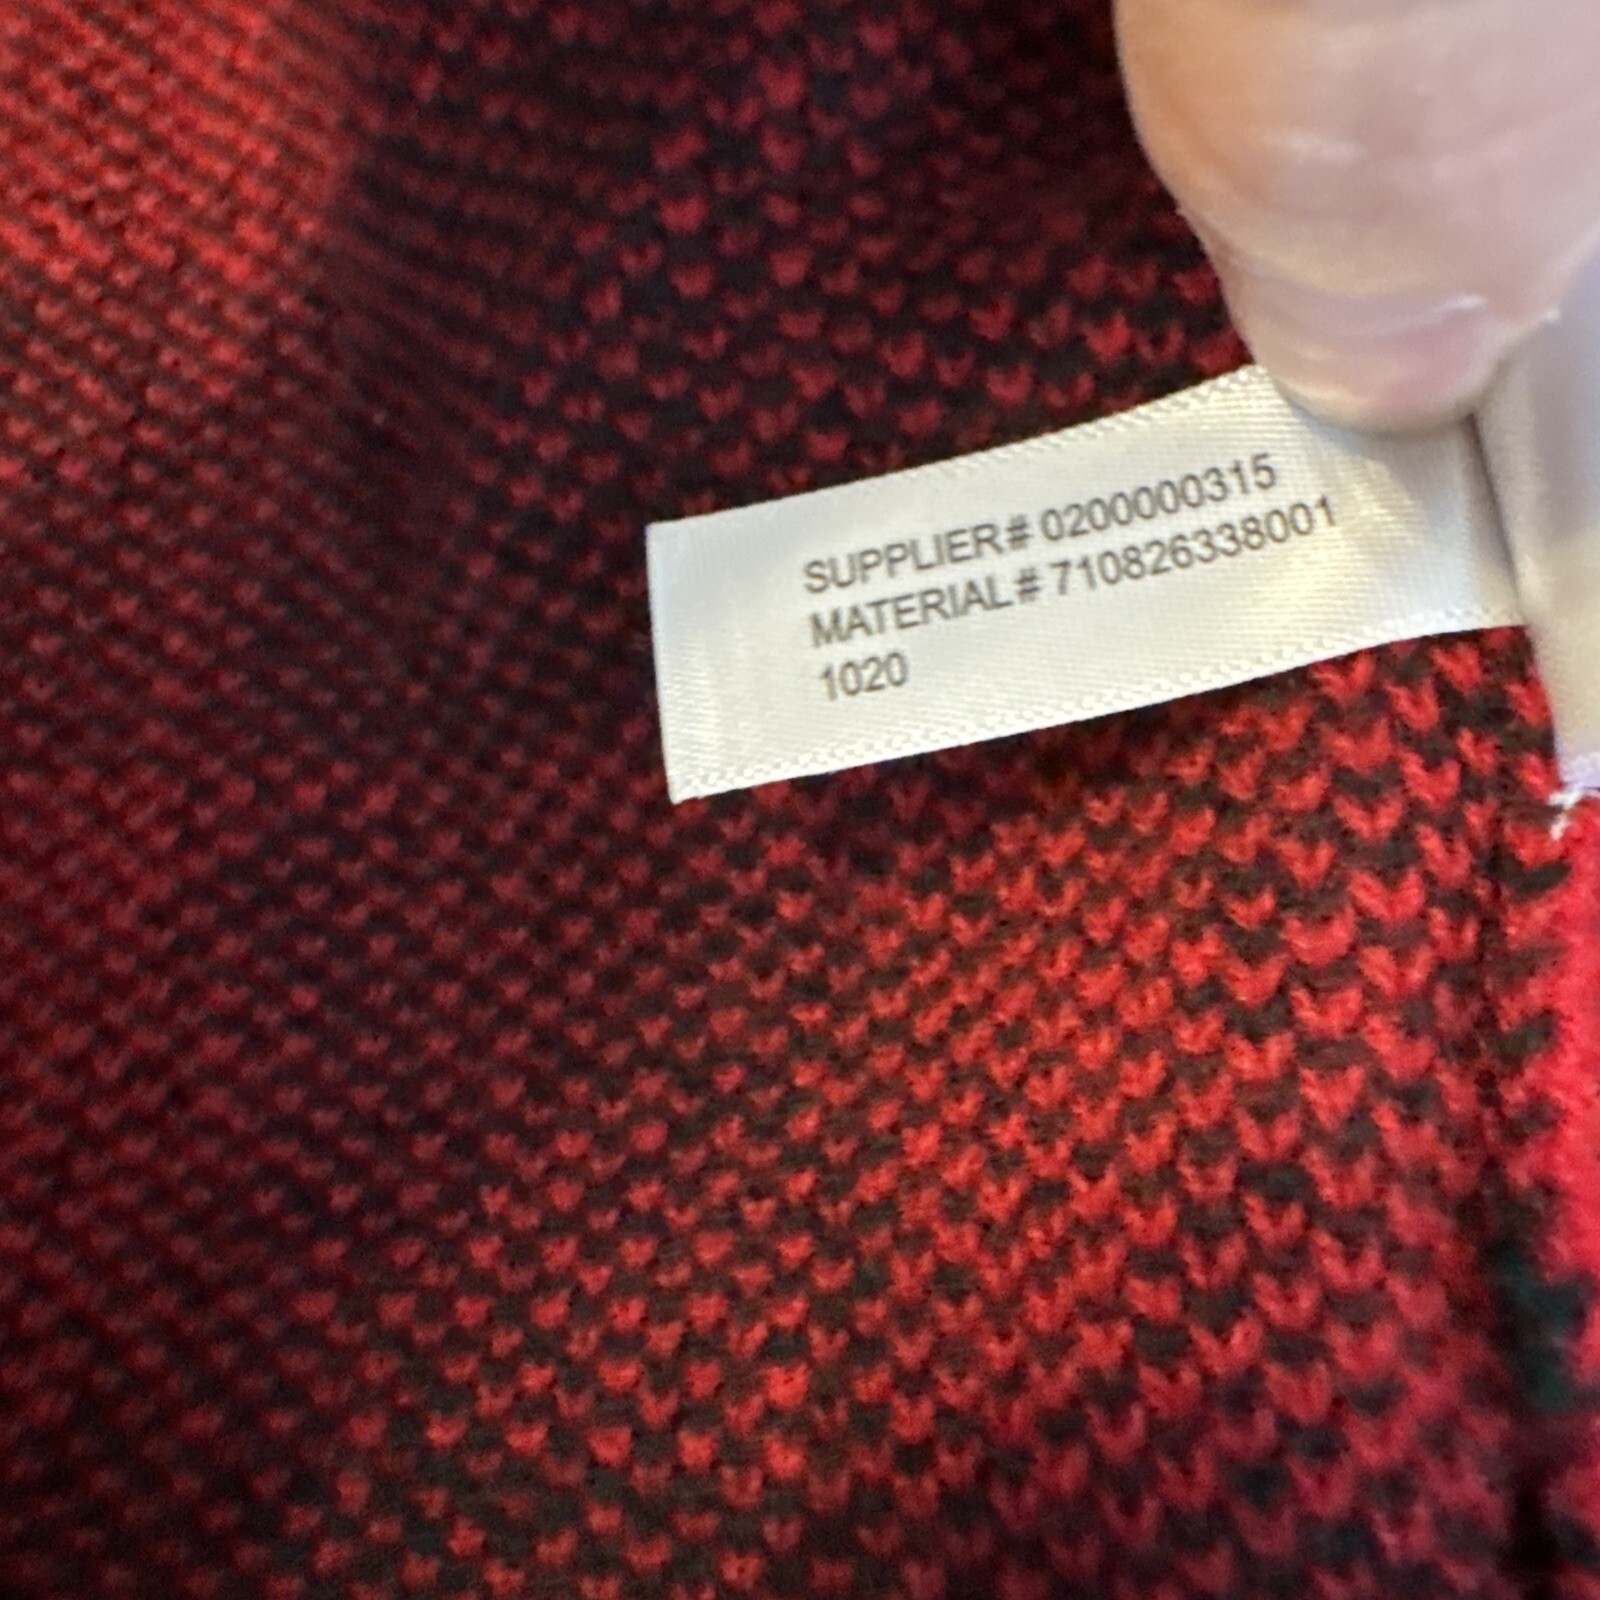 SUPPLIER# 0200000315
MATERIAL# 710826338001
1020